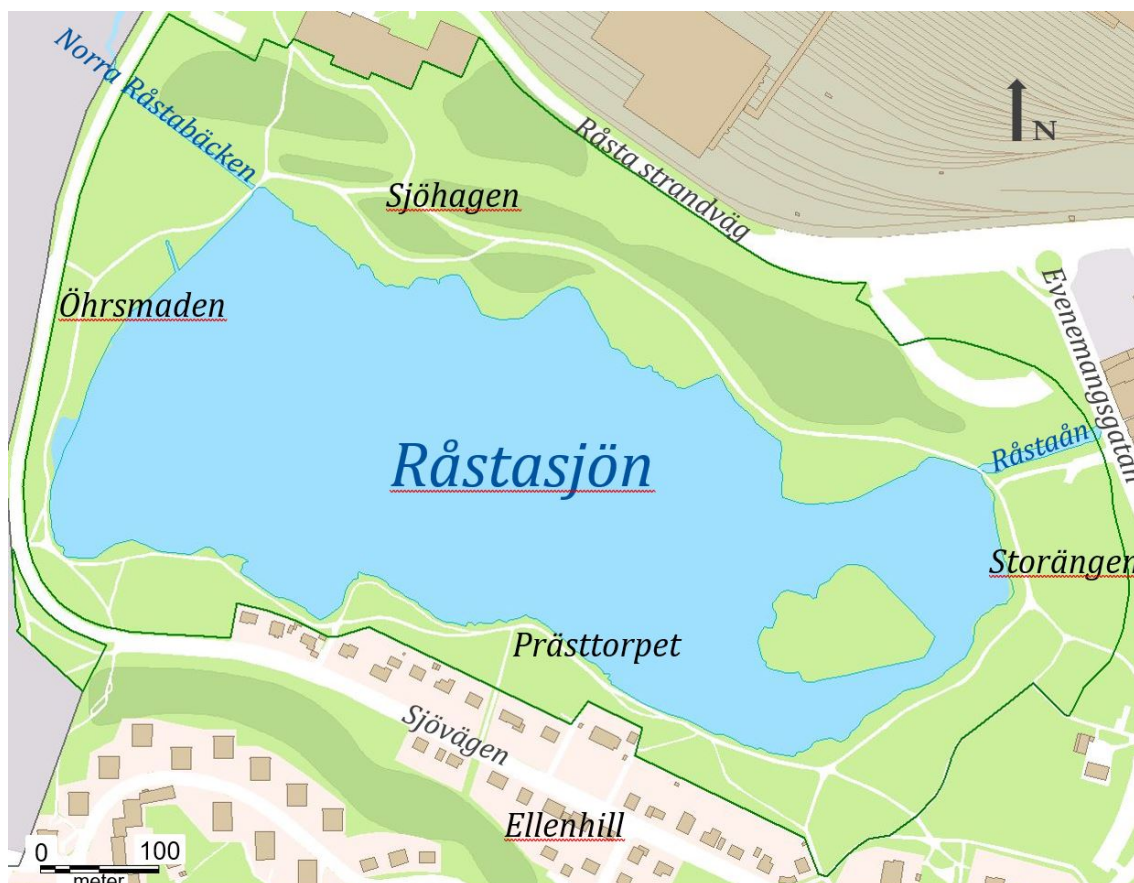 Norra Råstabäcken
N
Råsta strandväg
Sjöhagen
Öhrsmaden
Evenemangsgatan
Råstaån
Råstasjön
Storängen
Prästtorpet
Sjövägen
Ellenhill
0 100
meter